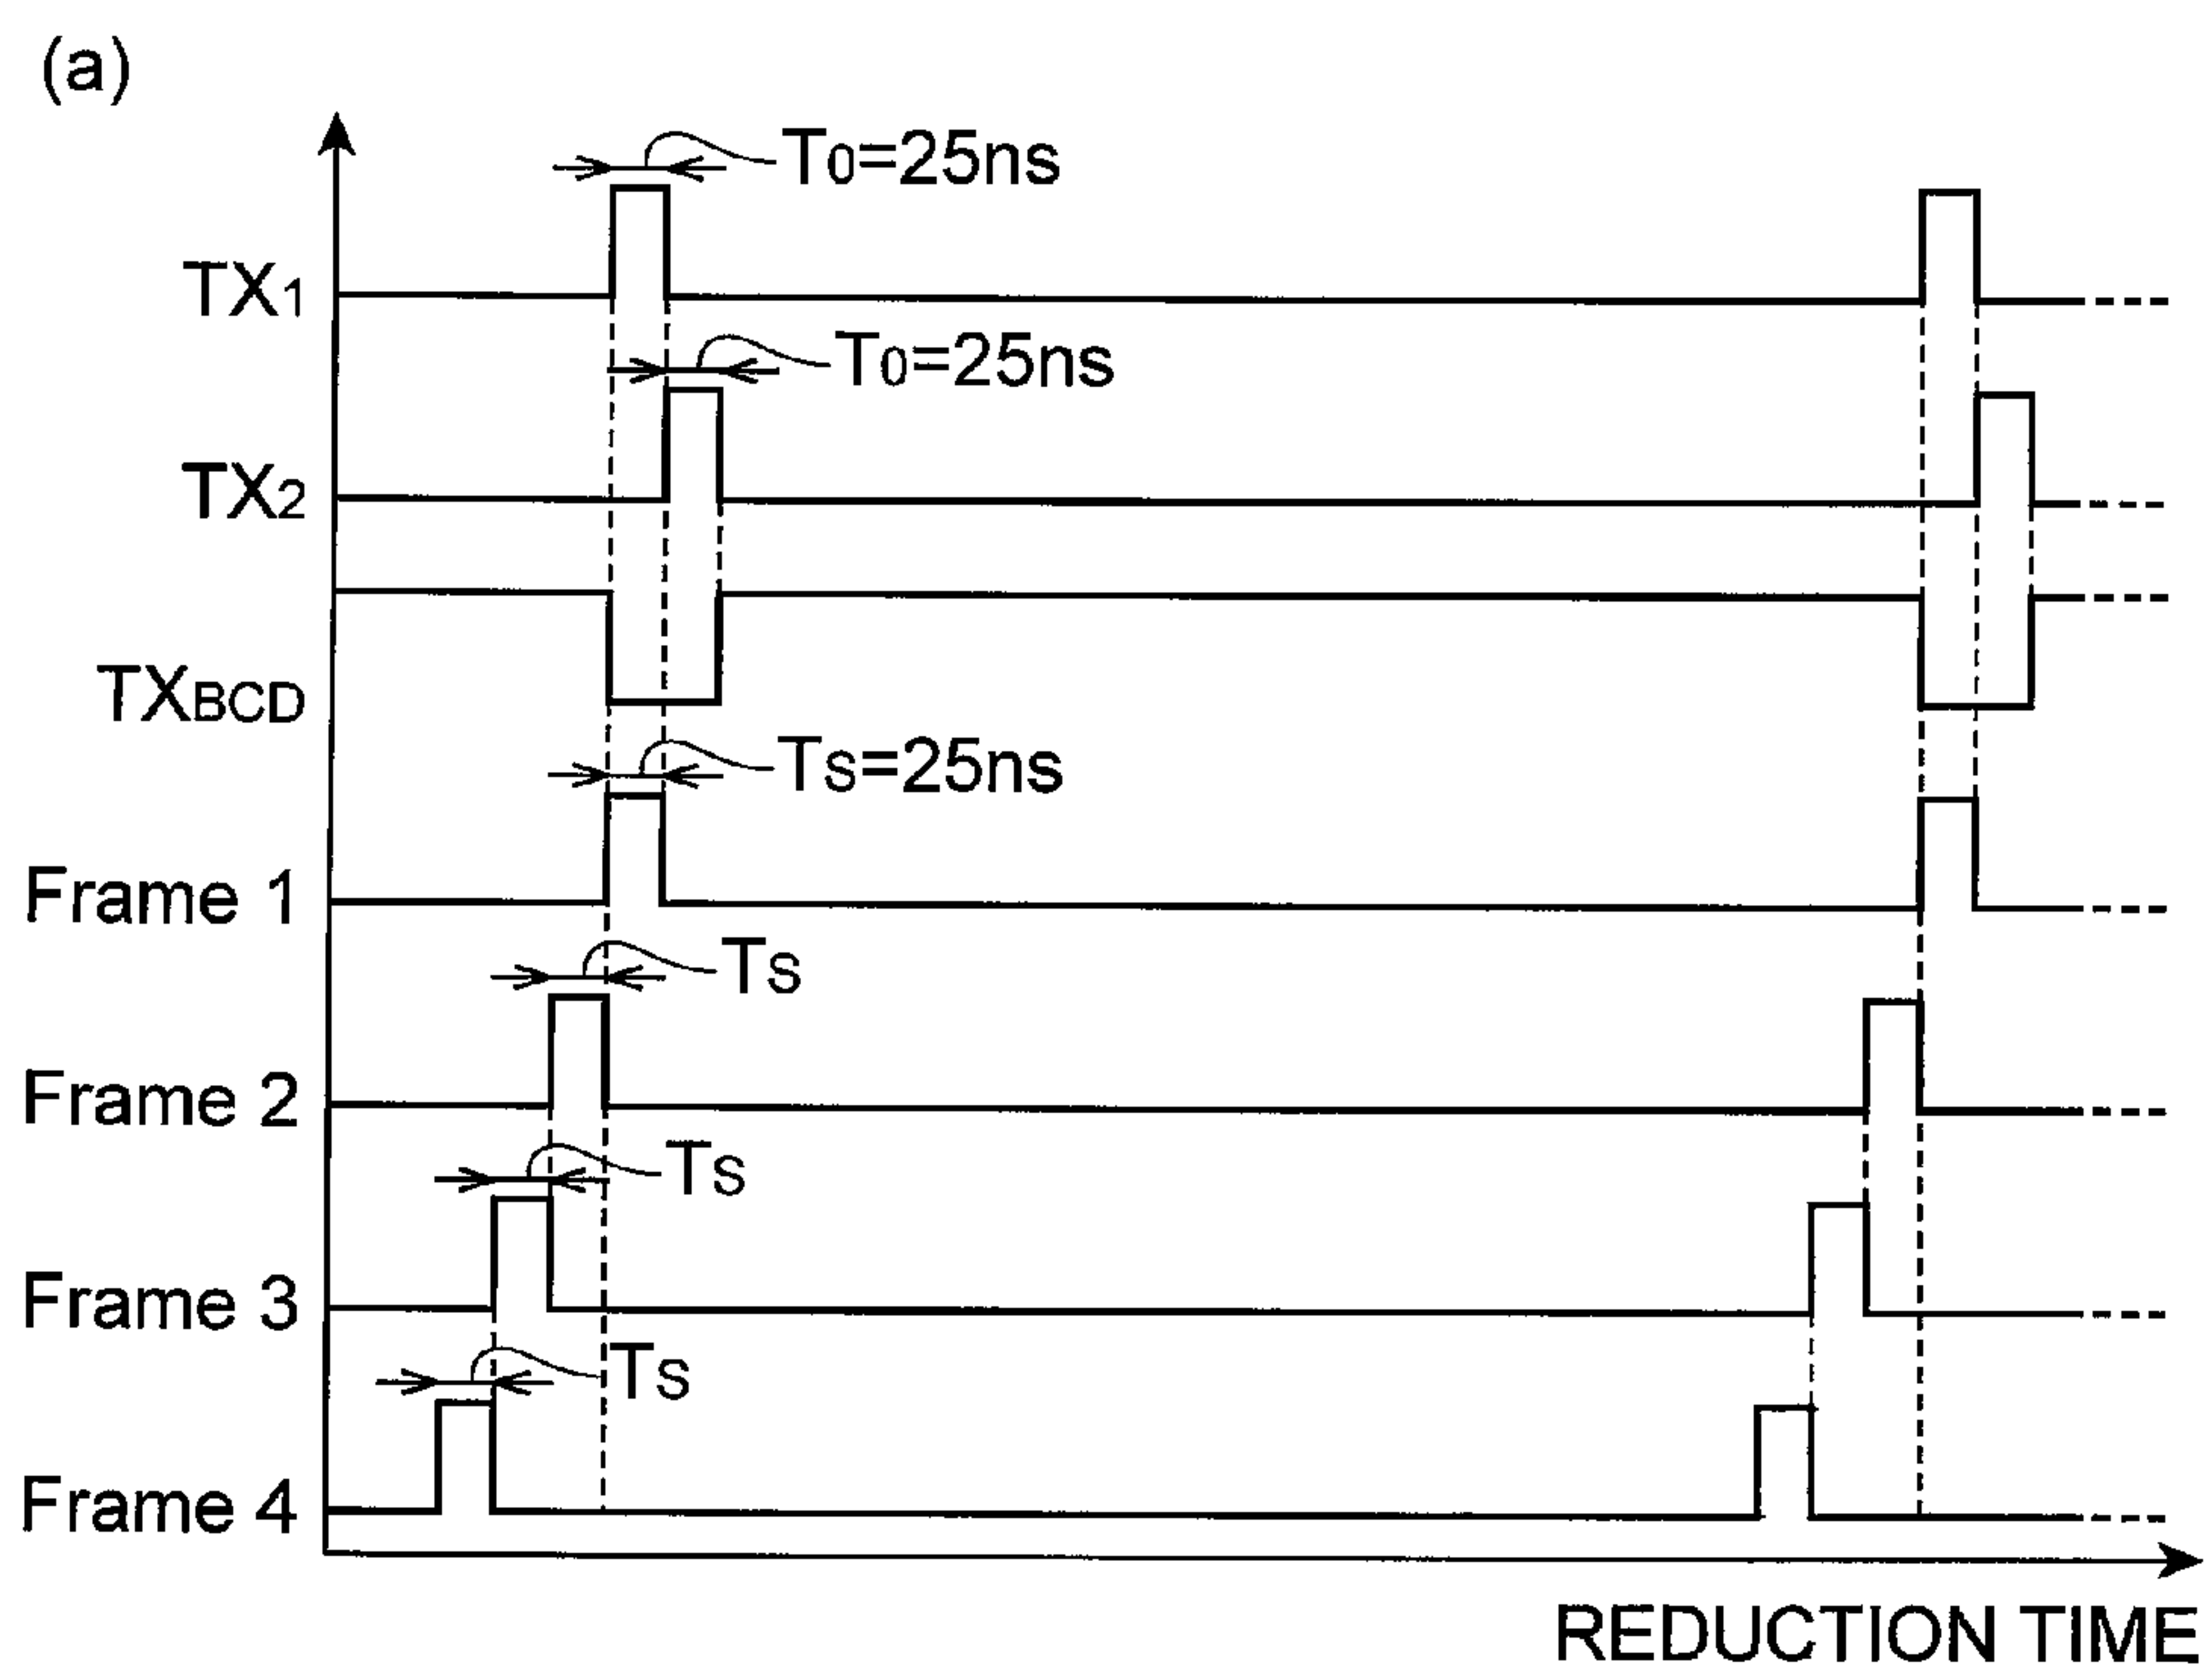 (a)
T0=25ns
TX1
T0=25ns
TX2
TXBCD
TS=25ns
Frame 1
TS
Frame 2
TS
Frame 3
TS
Frame 4
REDUCTION TIME